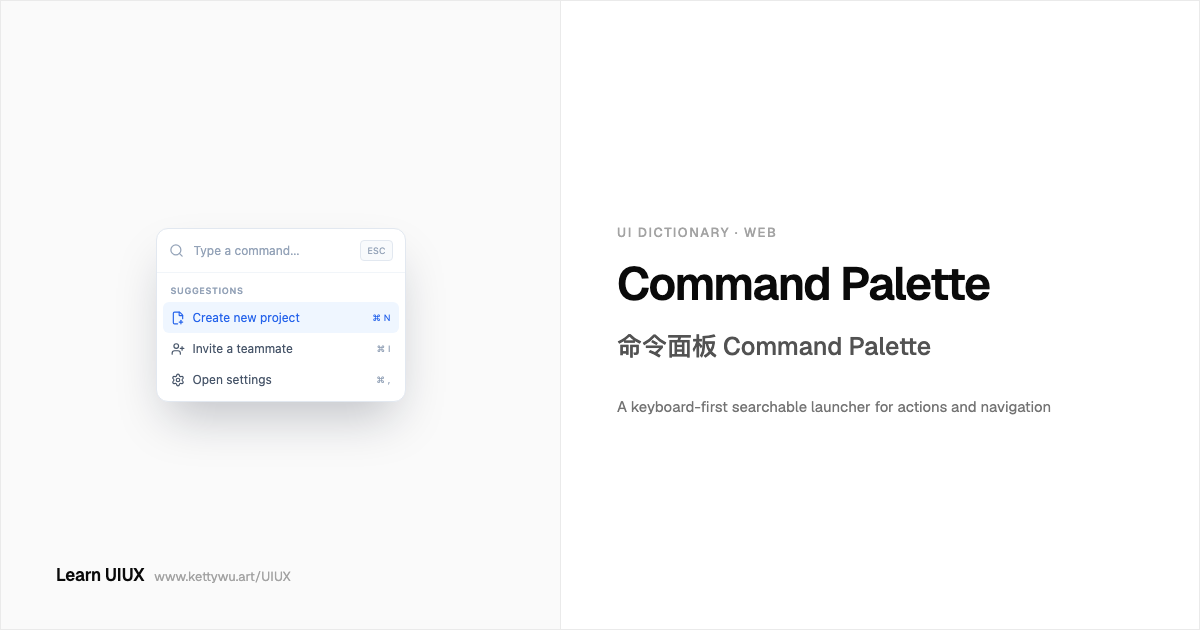 Type a command...
ESC
SUGGESTIONS
Create new project ⌘ N
Invite a teammate ⌘ I
Open settings ⌘ ,
Learn UIUX www.kettywu.art/UIUX
UI DICTIONARY · WEB
Command Palette
命令面板 Command Palette
A keyboard-first searchable launcher for actions and navigation